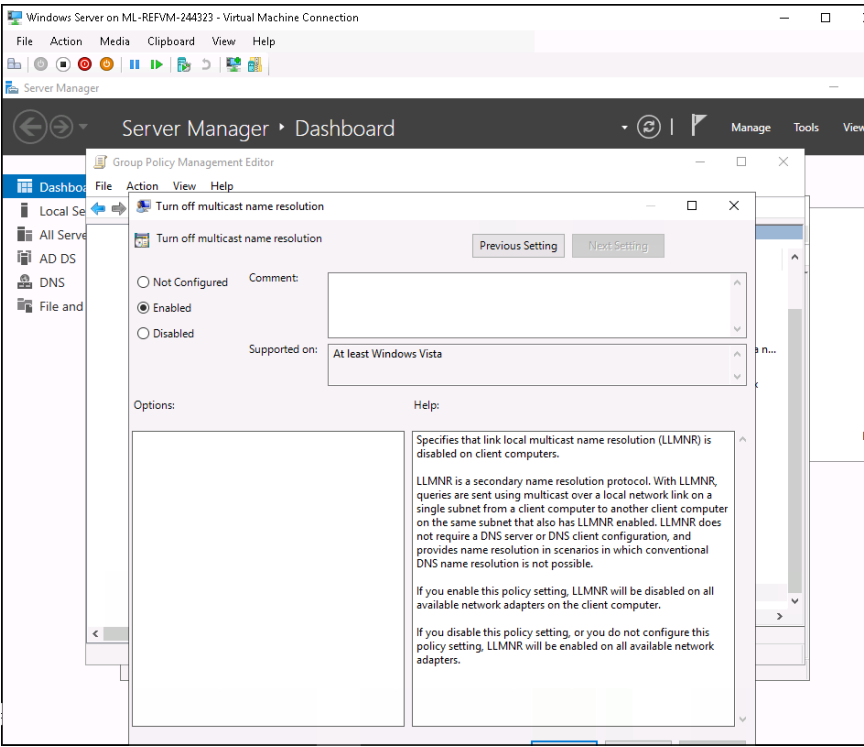 Windows Server on ML-REFVM-244323 - Virtual Machine Connection
File Action Media Clipboard View Help
Server Manager
Server Manager • Dashboard
Manage Tools View
Group Policy Management Editor
File Action View Help
Dashboa
Local Se
All Serve
AD DS
DNS
File and
Turn off multicast name resolution
Turn off multicast name resolution
Previous Setting Next Setting
Not Configured
Enabled
Disabled
Comment:
Supported on:
At least Windows Vista
a n...
Options:
Help:
Specifies that link local multicast name resolution (LLMNR) is
disabled on client computers.
LLMNR is a secondary name resolution protocol. With LLMNR,
queries are sent using multicast over a local network link on a
single subnet from a client computer to another client computer
on the same subnet that also has LLMNR enabled. LLMNR does
not require a DNS server or DNS client configuration, and
provides name resolution in scenarios in which conventional
DNS name resolution is not possible.
If you enable this policy setting, LLMNR will be disabled on all
available network adapters on the client computer.
If you disable this policy setting, or you do not configure this
policy setting, LLMNR will be enabled on all available network
adapters.